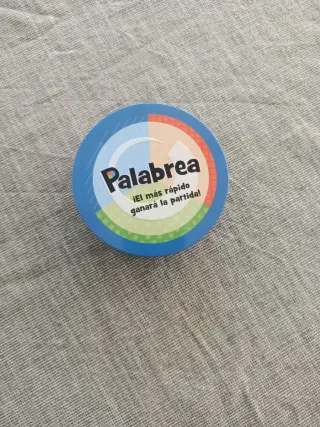 Palabrea
¡El más rápido
ganará la partida!